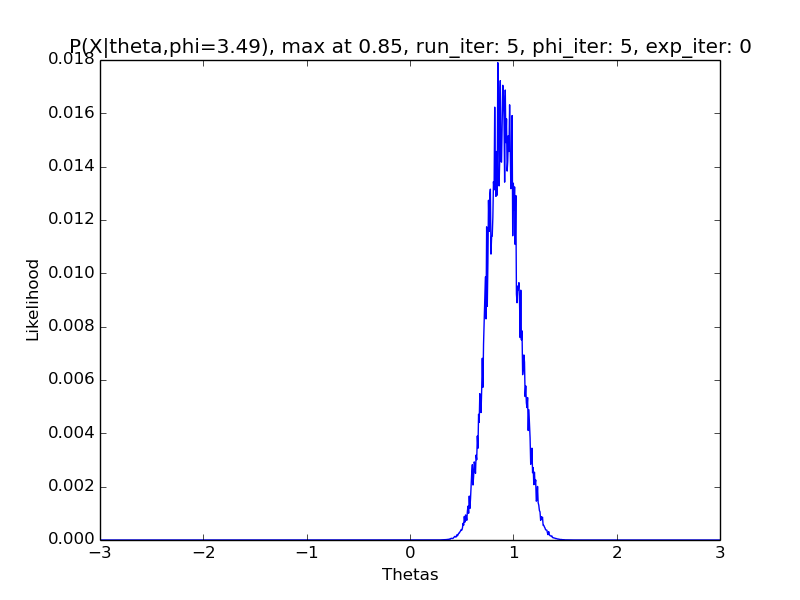 P(X|theta,phi=3.49), max at 0.85, run_iter: 5, phi_iter: 5, exp_iter: 0
0.018
0.016
0.014
0.012
0.010
0.008
0.006
0.004
0.002
0.000
Likelihood
−3 −2 −1 0 1 2 3
Thetas